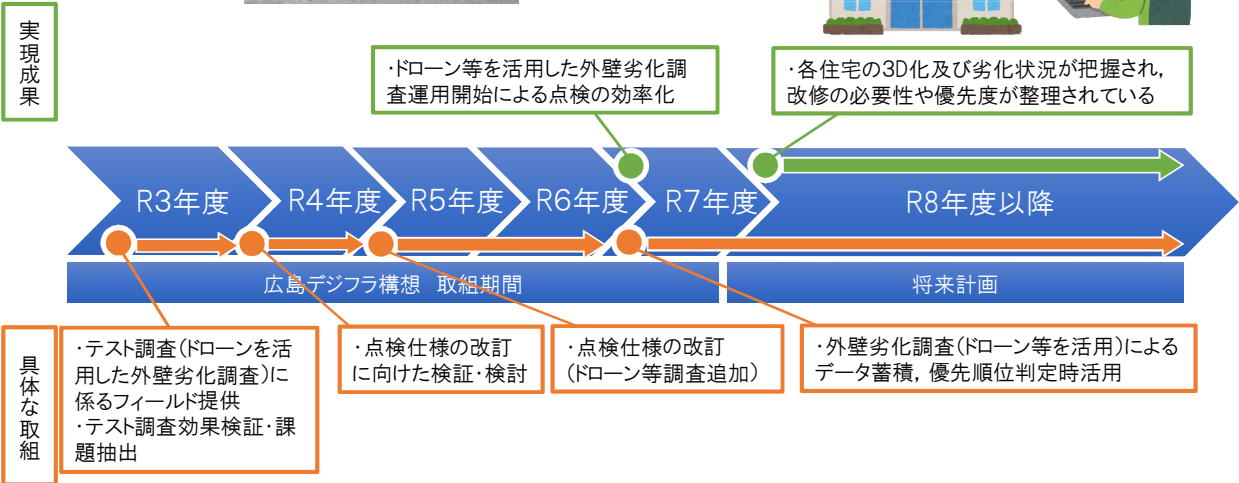 実現成果
・ドローン等を活用した外壁劣化調
査運用開始による点検の効率化
・各住宅の3D化及び劣化状況が把握され，
改修の必要性や優先度が整理されている
R3年度
R4年度
R5年度
R6年度
R7年度
R8年度以降
広島デジフラ構想　取組期間
将来計画
具体な取組
・テスト調査（ドローンを活
用した外壁劣化調査）に
係るフィールド提供
・テスト調査効果検証・課
題抽出
・点検仕様の改訂
に向けた検証・検討
・点検仕様の改訂
（ドローン等調査追加）
・外壁劣化調査（ドローン等を活用）による
データ蓄積，優先順位判定時活用